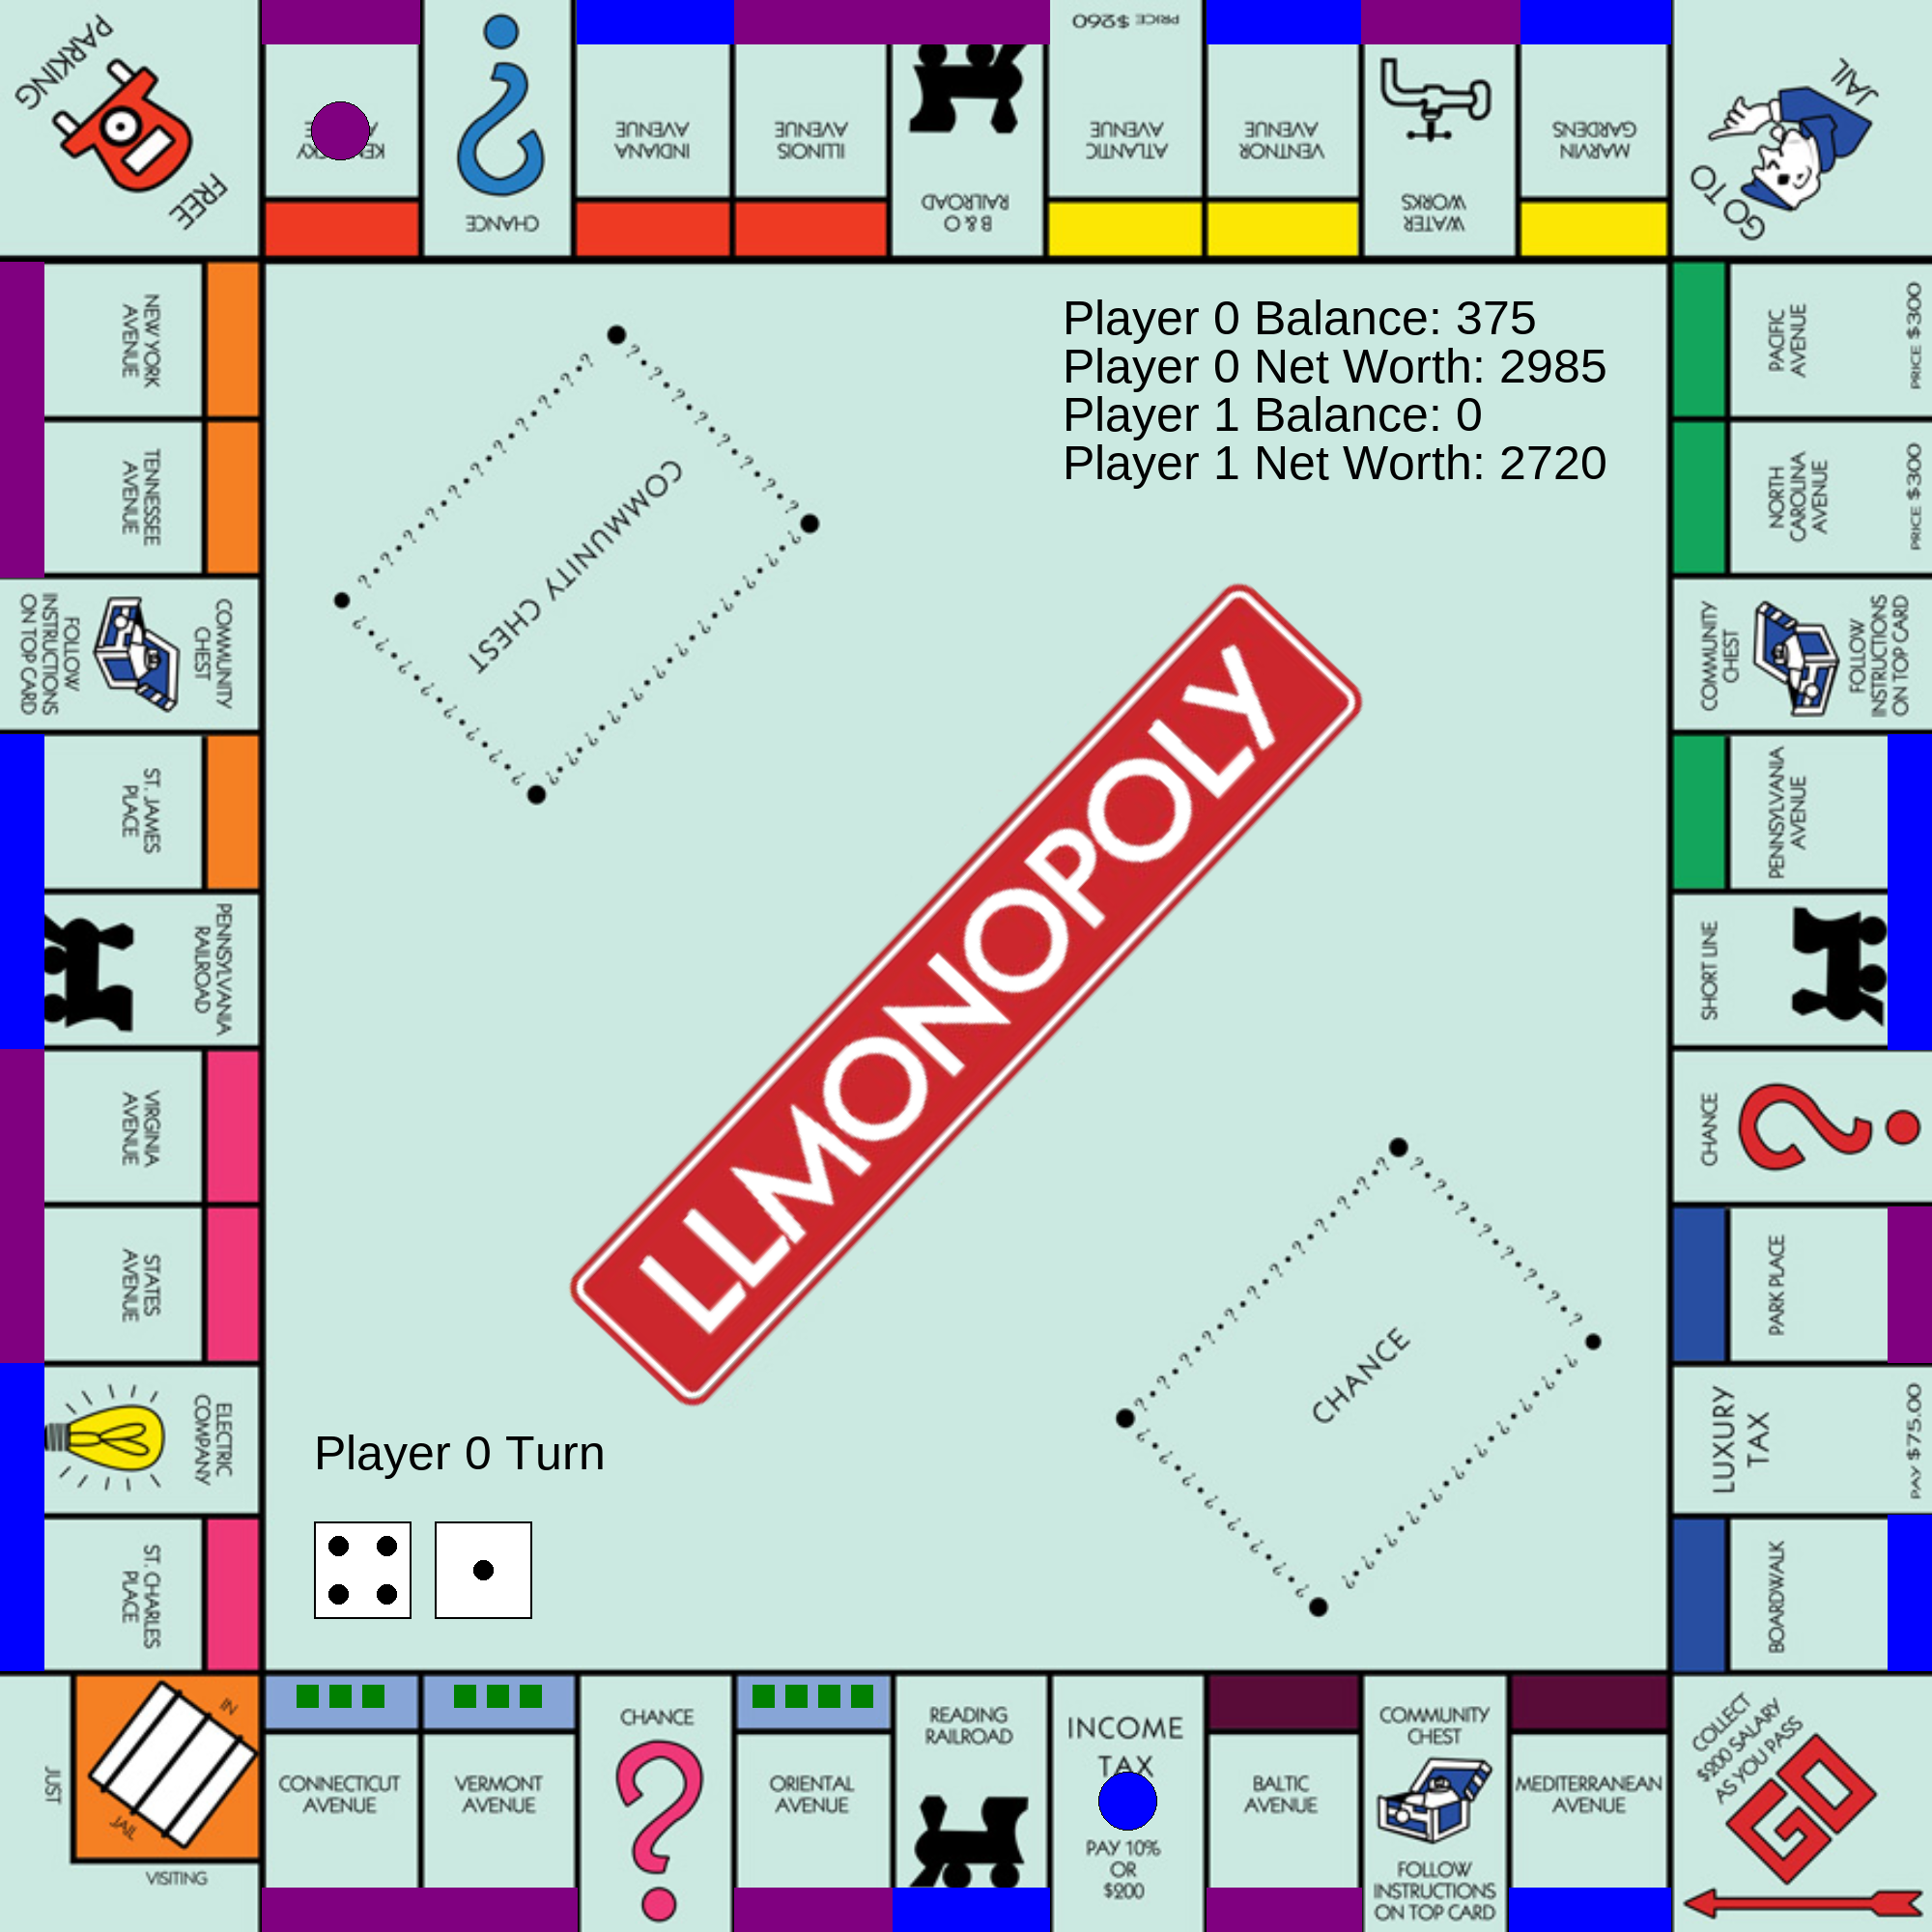 PARKING
FREE
KEN
KY
CHANCE
INDIANA
AVENUE
ILLINOIS
AVENUE
B & O
RAILROAD
PRICE $260
ATLANTIC
AVENUE
VENTNOR
AVENUE
WATER
WORKS
MARVIN
GARDENS
GO TO
JAIL
NEW YORK
AVENUE
TENNESSEE
AVENUE
COMMUNITY
CHEST
FOLLOW
INSTRUCTIONS
ON TOP CARD
ST. JAMES
PLACE
PENNSYLVANIA
RAILROAD
VIRGINIA
AVENUE
STATES
AVENUE
ELECTRIC
COMPANY
ST. CHARLES
PLACE
Player 0 Balance: 375
Player 0 Net Worth: 2985
Player 1 Balance: 0
Player 1 Net Worth: 2720
COMMUNITY CHEST
LLMONOPOLY
CHANCE
Player 0 Turn
PACIFIC
AVENUE
PRICE $300
NORTH
CAROLINA
AVENUE
PRICE $300
COMMUNITY
CHEST
FOLLOW
INSTRUCTIONS
ON TOP CARD
PENNSYLVANIA
AVENUE
SHORT LINE
CHANCE
PARK PLACE
LUXURY
TAX
PAY $75.00
BOARDWALK
JUST
VISITING
IN
JAIL
CONNECTICUT
AVENUE
VERMONT
AVENUE
CHANCE
ORIENTAL
AVENUE
READING
RAILROAD
INCOME
TAX
PAY 10%
OR
$200
BALTIC
AVENUE
COMMUNITY
CHEST
FOLLOW
INSTRUCTIONS
ON TOP CARD
MEDITERRANEAN
AVENUE
COLLECT
$200 SALARY
AS YOU PASS
GO